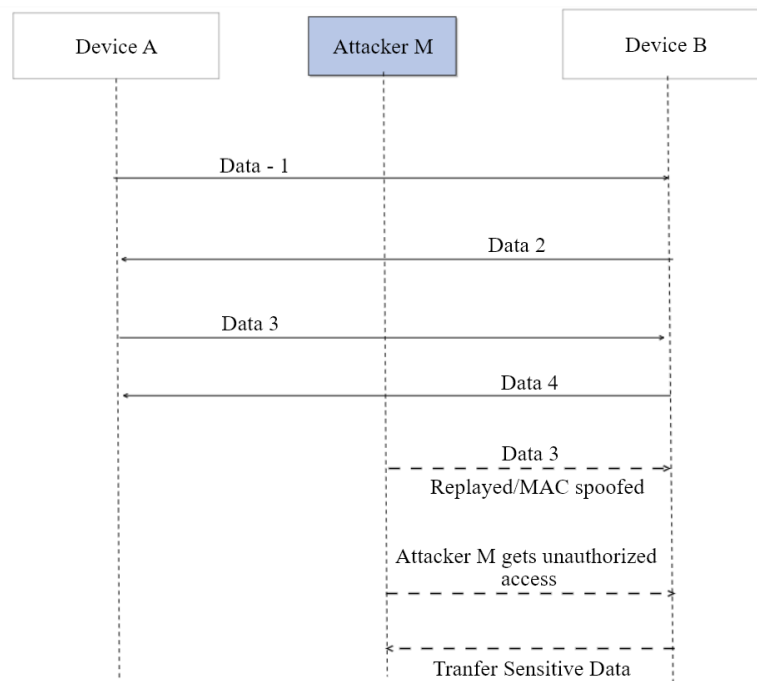 Device A
Attacker M
Device B
Data - 1
Data 2
Data 3
Data 4
Data 3
Replayed/MAC spoofed
Attacker M gets unauthorized
access
Tranfer Sensitive Data